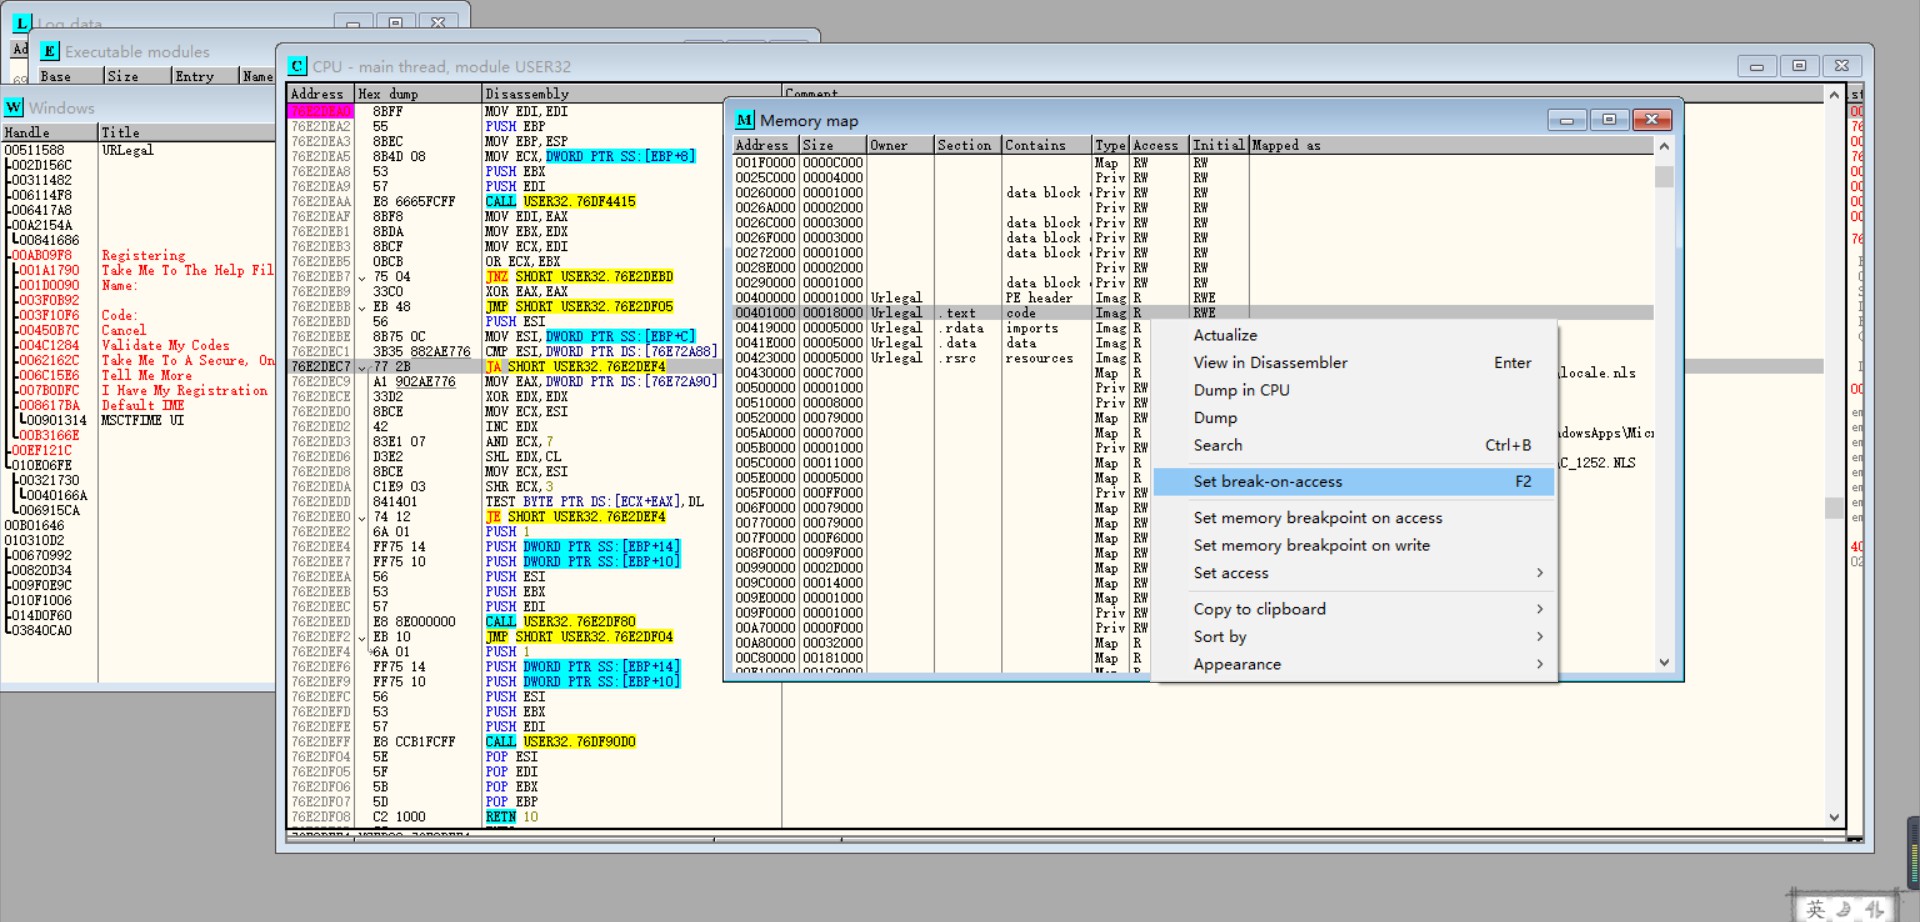 L Log data
E Executable modules
Base Size Entry Name
W Windows
Handle Title
00511588 URLegal
002D156C
00311482
006114F8
006417A8
00A2154A
00841686
00AB09F8 Registering
001A1790 Take Me To The Help Fil
001D0090 Name:
003F0B92
003F10F6 Code:
00450B7C Cancel
004C1284 Validate My Codes
0062162C Take Me To A Secure, On
006C15E6 Tell Me More
007B0DFC I Have My Registration
008617BA Default IME
00901314 MSCTFIME UI
00B3166E
00EF121C
010E06FE
00321730
0040166A
006915CA
00B01646
010310D2
00670992
00820D34
009F0E9C
010F1006
014D0F60
03840CA0
C CPU - main thread, module USER32
Address Hex dump Disassembly Comment
76E2DEA0 8BFF MOV EDI,EDI
76E2DEA2 55 PUSH EBP
76E2DEA3 8BEC MOV EBP,ESP
76E2DEA5 8B4D 08 MOV ECX,DWORD PTR SS:[EBP+8]
76E2DEA8 53 PUSH EBX
76E2DEA9 57 PUSH EDI
76E2DEAA E8 6665FCFF CALL USER32.76DF4415
76E2DEAF 8BF8 MOV EDI,EAX
76E2DEB1 8BDA MOV EBX,EDX
76E2DEB3 8BCF MOV ECX,EDI
76E2DEB5 0BCB OR ECX,EBX
76E2DEB7 75 04 JNZ SHORT USER32.76E2DEBD
76E2DEB9 33C0 XOR EAX,EAX
76E2DEBB EB 48 JMP SHORT USER32.76E2DF05
76E2DEBD 56 PUSH ESI
76E2DEBE 8B75 0C MOV ESI,DWORD PTR SS:[EBP+C]
76E2DEC1 3B35 882AE776 CMP ESI,DWORD PTR DS:[76E72A88]
76E2DEC7 77 2B JA SHORT USER32.76E2DEF4
76E2DEC9 A1 902AE776 MOV EAX,DWORD PTR DS:[76E72A90]
76E2DECE 33D2 XOR EDX,EDX
76E2DED0 8BCE MOV ECX,ESI
76E2DED2 42 INC EDX
76E2DED3 83E1 07 AND ECX,7
76E2DED6 D3E2 SHL EDX,CL
76E2DED8 8BCE MOV ECX,ESI
76E2DEDA C1E9 03 SHR ECX,3
76E2DEDD 841401 TEST BYTE PTR DS:[ECX+EAX],DL
76E2DEE0 74 12 JE SHORT USER32.76E2DEF4
76E2DEE2 6A 01 PUSH 1
76E2DEE4 FF75 14 PUSH DWORD PTR SS:[EBP+14]
76E2DEE7 FF75 10 PUSH DWORD PTR SS:[EBP+10]
76E2DEEA 56 PUSH ESI
76E2DEEB 53 PUSH EBX
76E2DEEC 57 PUSH EDI
76E2DEED E8 8E000000 CALL USER32.76E2DF80
76E2DEF2 EB 10 JMP SHORT USER32.76E2DF04
76E2DEF4 6A 01 PUSH 1
76E2DEF6 FF75 14 PUSH DWORD PTR SS:[EBP+14]
76E2DEF9 FF75 10 PUSH DWORD PTR SS:[EBP+10]
76E2DEFC 56 PUSH ESI
76E2DEFD 53 PUSH EBX
76E2DEFE 57 PUSH EDI
76E2DEFF E8 CCB1FCFF CALL USER32.76DF90D0
76E2DF04 5E POP ESI
76E2DF05 5F POP EDI
76E2DF06 5B POP EBX
76E2DF07 5D POP EBP
76E2DF08 C2 1000 RETN 10
M Memory map
Address Size Owner Section Contains Type Access Initial Mapped as
001F0000 0000C000 Map RW RW
0025C000 00004000 Priv RW RW
00260000 00001000 data block Priv RW RW
0026A000 00002000 Priv RW RW
0026C000 00003000 data block Priv RW RW
0026F000 00003000 data block Priv RW RW
00272000 00001000 data block Priv RW RW
0028E000 00002000 Priv RW RW
00290000 00001000 data block Priv RW RW
00400000 00001000 Urlegal PE header Imag R RWE
00401000 00018000 Urlegal .text code Imag R RWE
00419000 00005000 Urlegal .rdata imports Imag R
0041E000 00005000 Urlegal .data data Imag R
00423000 00005000 Urlegal .rsrc resources Imag R
00430000 000C7000 Map R \locale.nls
00500000 00001000 Priv RW
00510000 00008000 Priv RW
00520000 00079000 Map RW
005A0000 00007000 Map R dowsApps\Micr
005B0000 00001000 Priv RW
005C0000 00011000 Map R C_1252.NLS
005E0000 00005000 Map R
005F0000 000FF000 Priv RW
006F0000 00079000 Map RW
00770000 00079000 Map RW
007F0000 000F6000 Map RW
008F0000 0009F000 Map RW
00990000 0002D000 Map RW
009C0000 00014000 Map RW
009E0000 00001000 Map RW
009F0000 00001000 Priv RW
00A70000 0000F000 Priv RW
00A80000 00032000 Map R
00C80000 00181000 Map R
Actualize
View in Disassembler Enter
Dump in CPU
Dump
Search Ctrl+B
Set break-on-access F2
Set memory breakpoint on access
Set memory breakpoint on write
Set access
Copy to clipboard
Sort by
Appearance
英